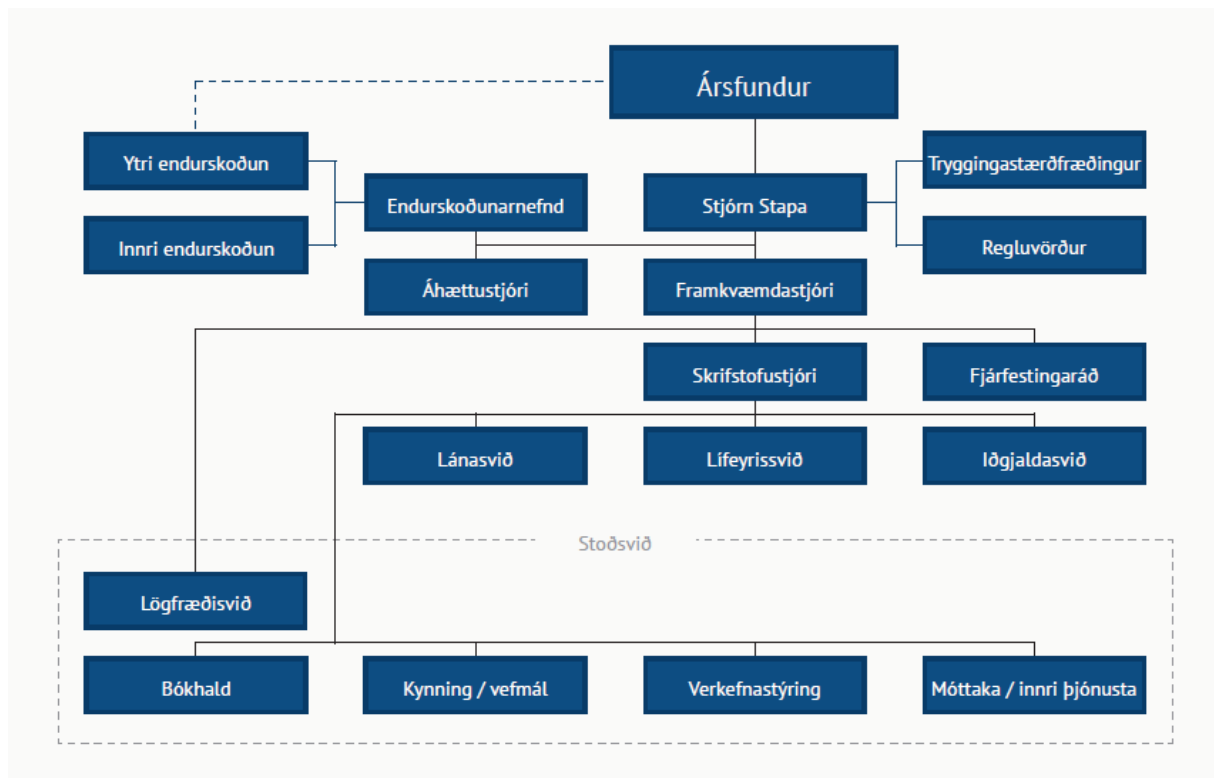 Ársfundur
Ytri endurskoðun
Tryggingastærðfræðingur
Endurskoðunarnefnd
Stjórn Stapa
Innri endurskoðun
Regluvörður
Áhættustjóri
Framkvæmdastjóri
Skrifstofustjóri
Fjárfestingaráð
Lánasvið
Lífeyrissvið
Iðgjaldasvið
Stoðsvið
Lögfræðisvið
Bókhald
Kynning / vefmál
Verkefnastýring
Móttaka / innri þjónusta